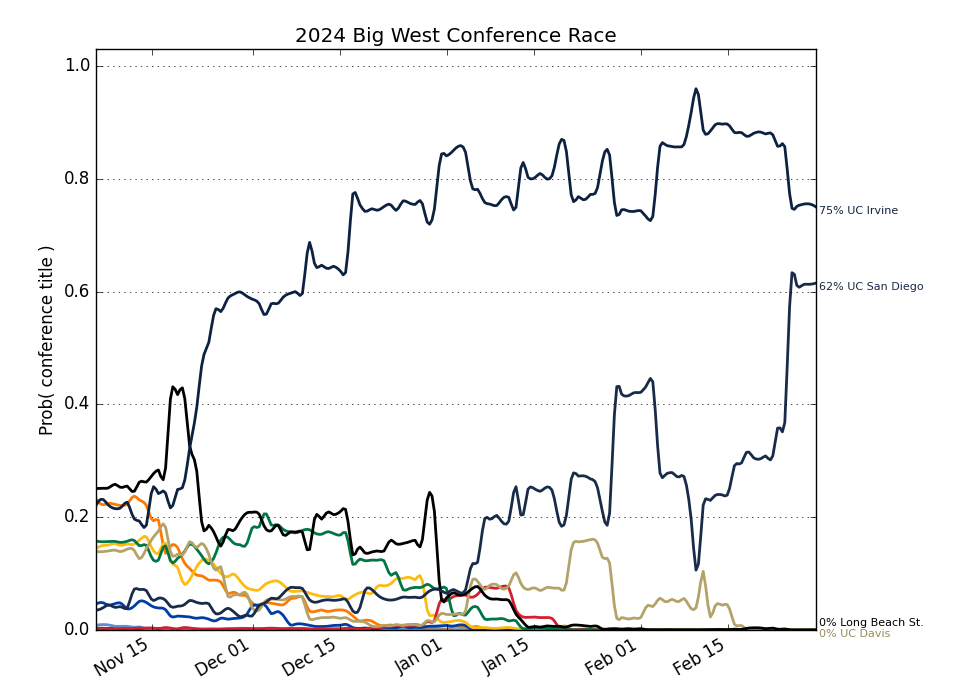 2024 Big West Conference Race
1.0
0.8
0.6
0.4
0.2
0.0
Prob( conference title )
75% UC Irvine
62% UC San Diego
0% Long Beach St.
0% UC Davis
Nov 15
Dec 01
Dec 15
Jan 01
Jan 15
Feb 01
Feb 15